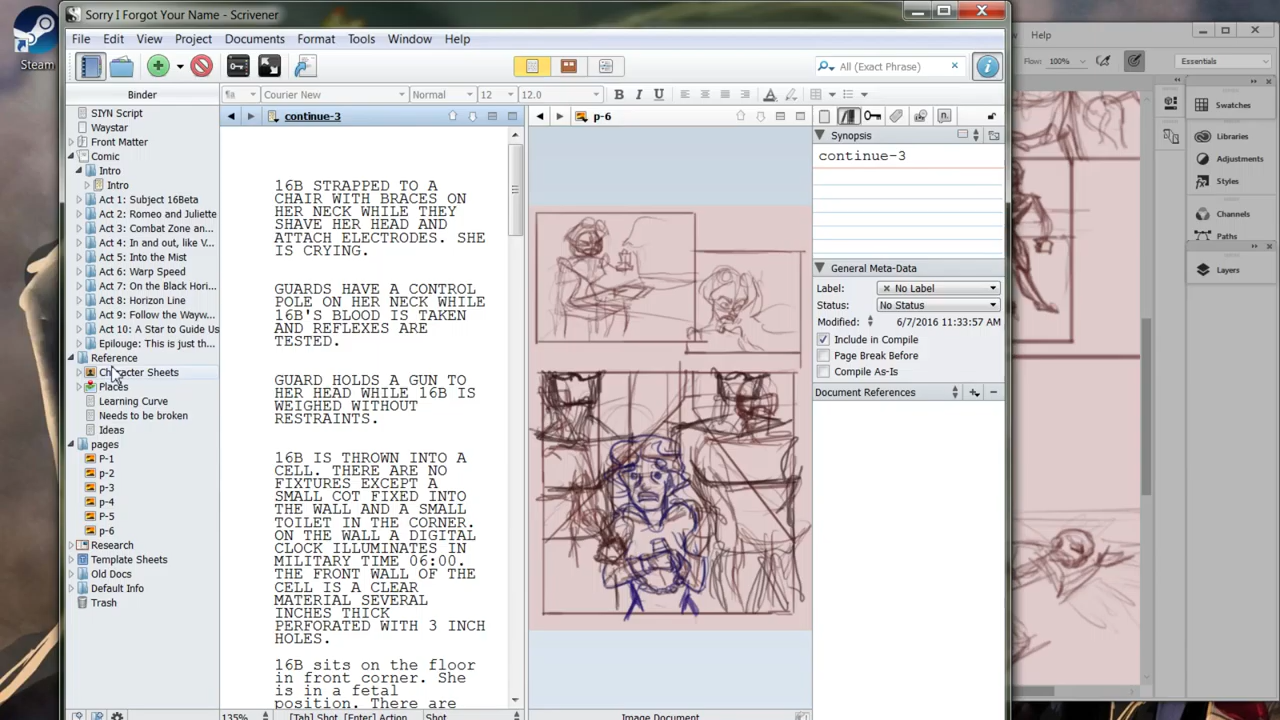 Steam
Sorry I Forgot Your Name - Scrivener
File Edit View Project Documents Format Tools Window Help
All (Exact Phrase)
Binder
Courier New Normal 12 12.0 B I U A
SIYN Script
Waystar
Front Matter
Comic
Intro
Intro
Act 1: Subject 16Beta
Act 2: Romeo and Juliette
Act 3: Combat Zone an...
Act 4: In and out, like V...
Act 5: Into the Mist
Act 6: Warp Speed
Act 7: On the Black Hori...
Act 8: Horizon Line
Act 9: Follow the Wayw...
Act 10: A Star to Guide Us
Epilouge: This is just th...
Reference
Character Sheets
Places
Learning Curve
Needs to be broken
Ideas
pages
P-1
p-2
p-3
p-4
P-5
p-6
Research
Template Sheets
Old Docs
Default Info
Trash
continue-3
16B STRAPPED TO A
CHAIR WITH BRACES ON
HER NECK WHILE THEY
SHAVE HER HEAD AND
ATTACH ELECTRODES. SHE
IS CRYING.
GUARDS HAVE A CONTROL
POLE ON HER NECK WHILE
16B'S BLOOD IS TAKEN
AND REFLEXES ARE
TESTED.
GUARD HOLDS A GUN TO
HER HEAD WHILE 16B IS
WEIGHED WITHOUT
RESTRAINTS.
16B IS THROWN INTO A
CELL. THERE ARE NO
FIXTURES EXCEPT A
SMALL COT FIXED INTO
THE WALL AND A SMALL
TOILET IN THE CORNER.
ON THE WALL A DIGITAL
CLOCK ILLUMINATES IN
MILITARY TIME 06:00.
THE FRONT WALL OF THE
CELL IS A CLEAR
MATERIAL SEVERAL
INCHES THICK
PERFORATED WITH 3 INCH
HOLES.
16B sits on the floor
in front corner. She
is in a fetal
position. There are
135% [Tab] Shot, [Enter] Action Shot
p-6
Image Document
Synopsis
continue-3
General Meta-Data
Label: No Label
Status: No Status
Modified: 6/7/2016 11:33:57 AM
Include in Compile
Page Break Before
Compile As-Is
Document References
Help
Flow: 100%
Essentials
Swatches
Libraries
Adjustments
Styles
Channels
Paths
Layers